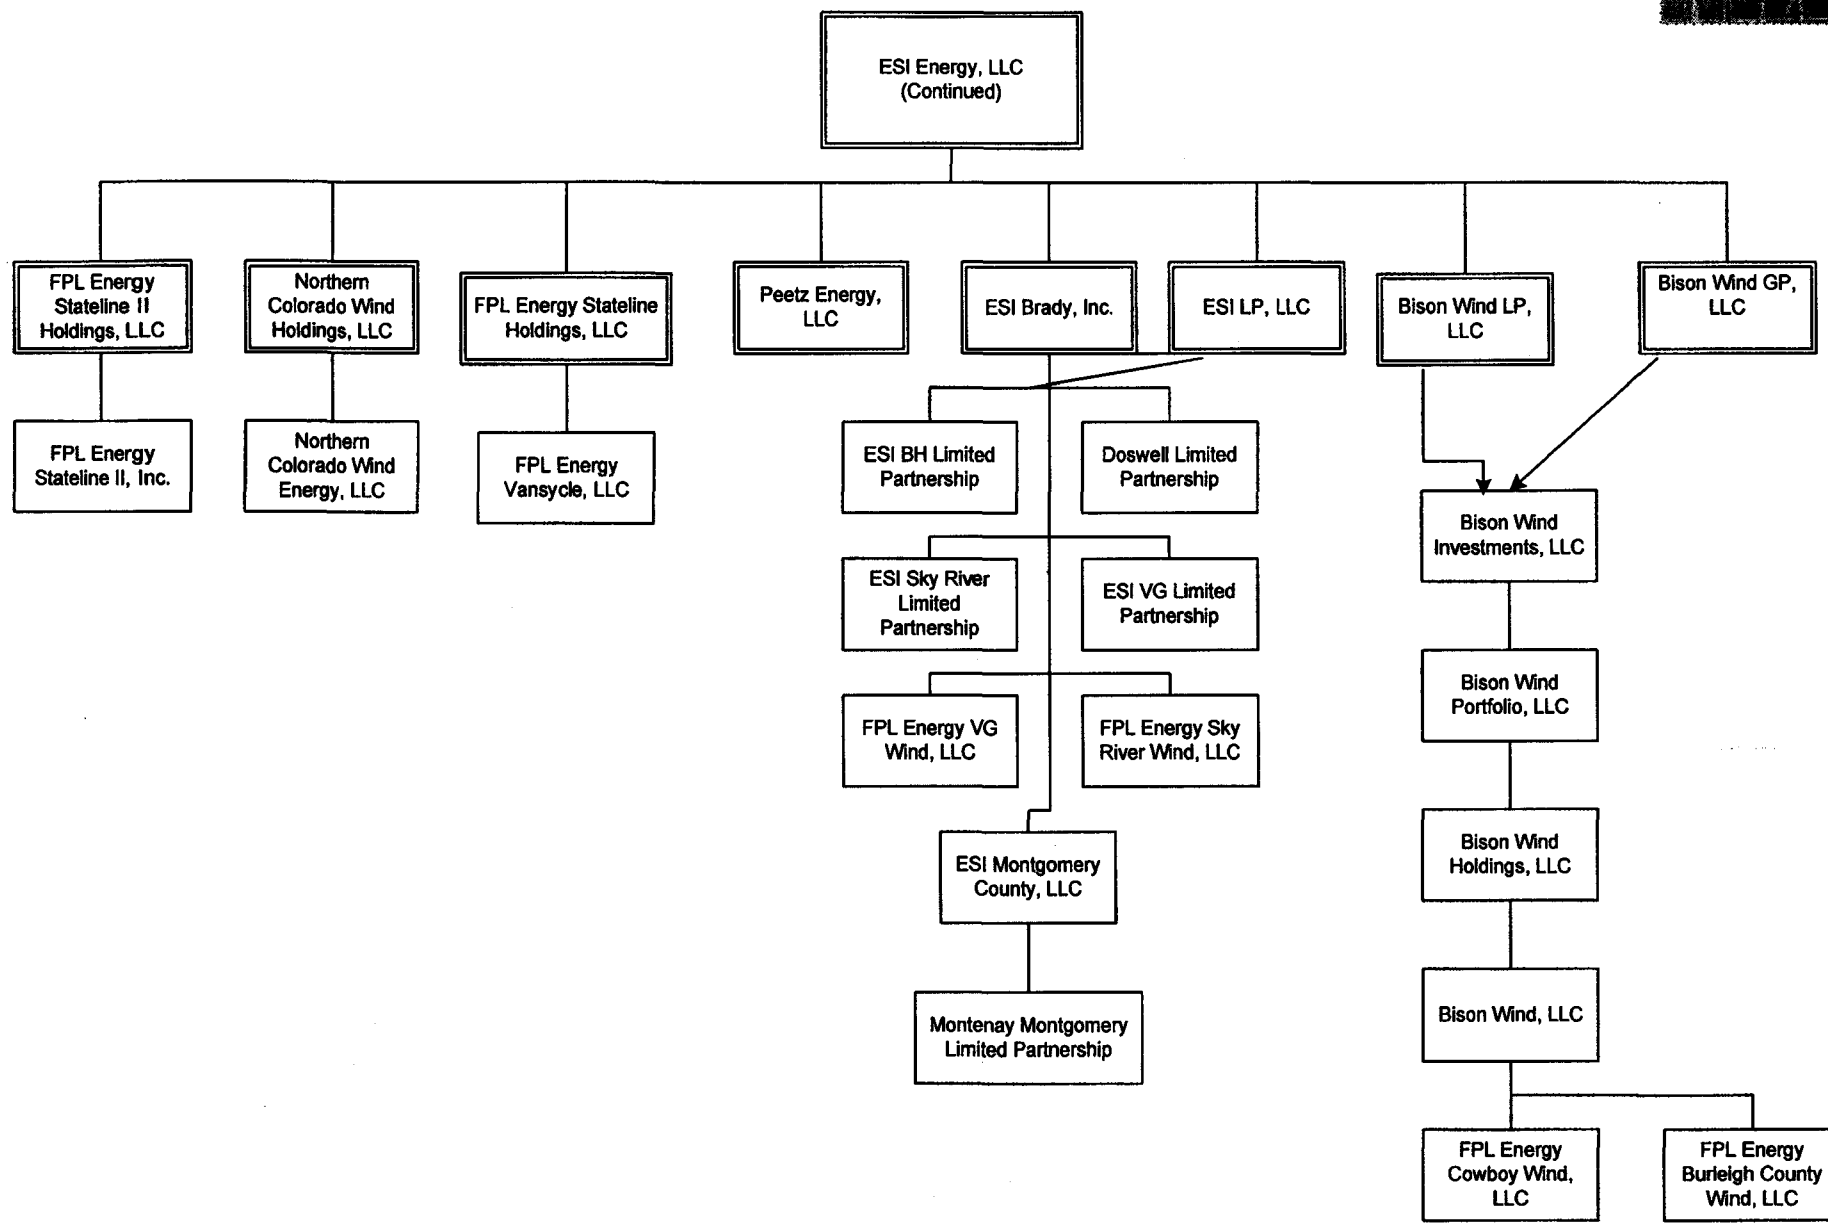 ESI Energy, LLC
(Continued)
FPL Energy
Stateline II
Holdings, LLC
Northern
Colorado Wind
Holdings, LLC
FPL Energy Stateline
Holdings, LLC
Peetz Energy,
LLC
ESI Brady, Inc.
ESI LP, LLC
Bison Wind LP,
LLC
Bison Wind GP,
LLC
FPL Energy
Stateline II, Inc.
Northern
Colorado Wind
Energy, LLC
FPL Energy
Vansycle, LLC
ESI BH Limited
Partnership
Doswell Limited
Partnership
Bison Wind
Investments, LLC
ESI Sky River
Limited
Partnership
ESI VG Limited
Partnership
Bison Wind
Portfolio, LLC
FPL Energy VG
Wind, LLC
FPL Energy Sky
River Wind, LLC
ESI Montgomery
County, LLC
Bison Wind
Holdings, LLC
Montenay Montgomery
Limited Partnership
Bison Wind, LLC
FPL Energy
Cowboy Wind,
LLC
FPL Energy
Burleigh County
Wind, LLC